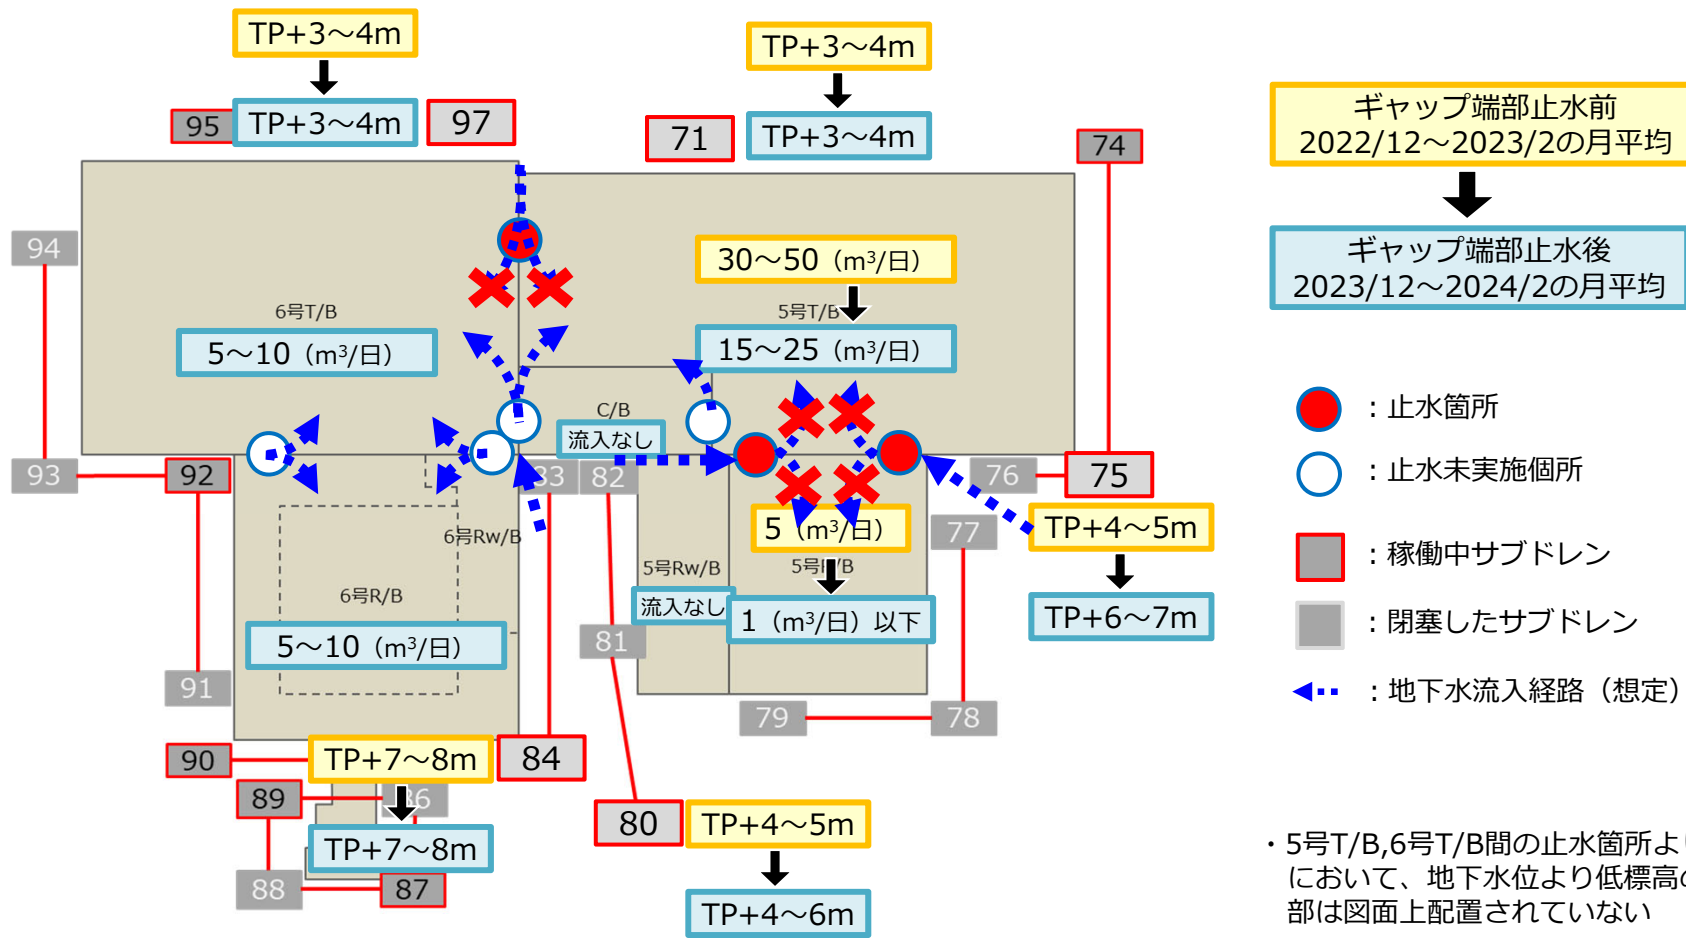 TP+3～4m
TP+3～4m
95
TP+3～4m
97
71
TP+3～4m
74
ギャップ端部止水前
2022/12～2023/2の月平均
ギャップ端部止水後
2023/12～2024/2の月平均
94
30～50（m³/日）
6号T/B
5号T/B
5～10（m³/日）
15～25（m³/日）
C/B
流入なし
：止水箇所
：止水未実施個所
93
92
83
82
76
75
5（m³/日）
77
TP+4～5m
6号Rw/B
5号Rw/B
5号R/B
：稼働中サブドレン
6号R/B
流入なし
1（m³/日）以下
TP+6～7m
：閉塞したサブドレン
5～10（m³/日）
81
91
79
78
：地下水流入経路（想定）
90
TP+7～8m
84
89
86
80
TP+4～5m
TP+7～8m
88
87
TP+4～6m
・5号T/B,6号T/B間の止水箇所よ
において、地下水位より低標高
部は図面上配置されていない